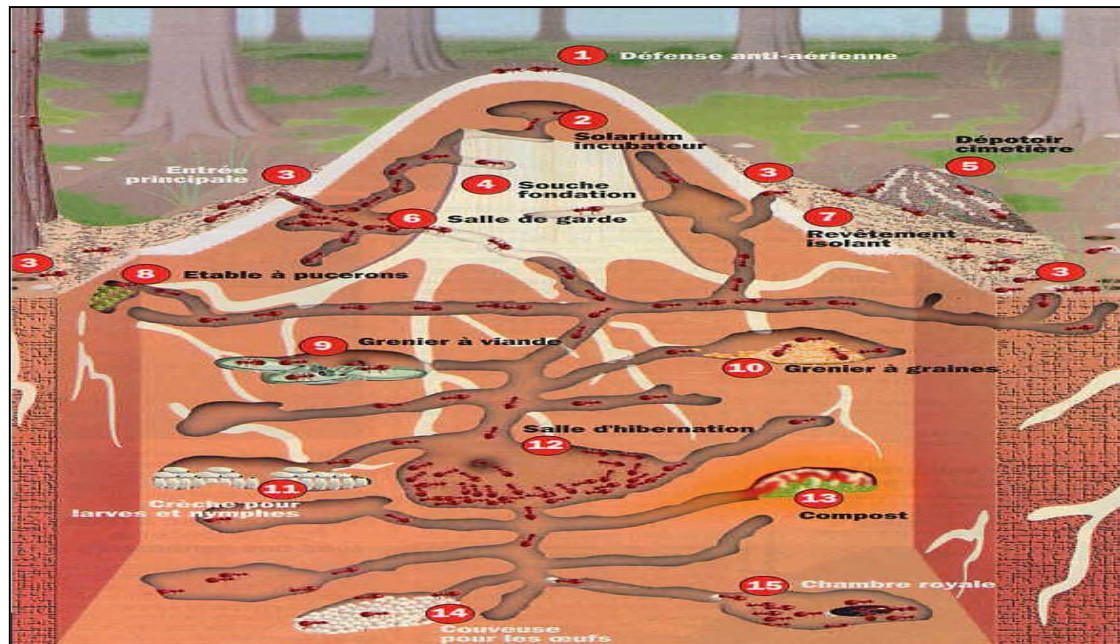 1 Défense anti-aérienne
2
Solarium
incubateur
Entrée
principale
3
3
Dépotoir
cimetière
5
4 Souche
fondation
6 Salle de garde
7
Revêtement
isolant
3
8 Etable à pucerons
3
9 Grenier à viande
10 Grenier à graines
Salle d'hibernation
12
11
Crèche pour
larves et nymphes
13
Compost
15 Chambre royale
14
Couveuse
pour les œufs